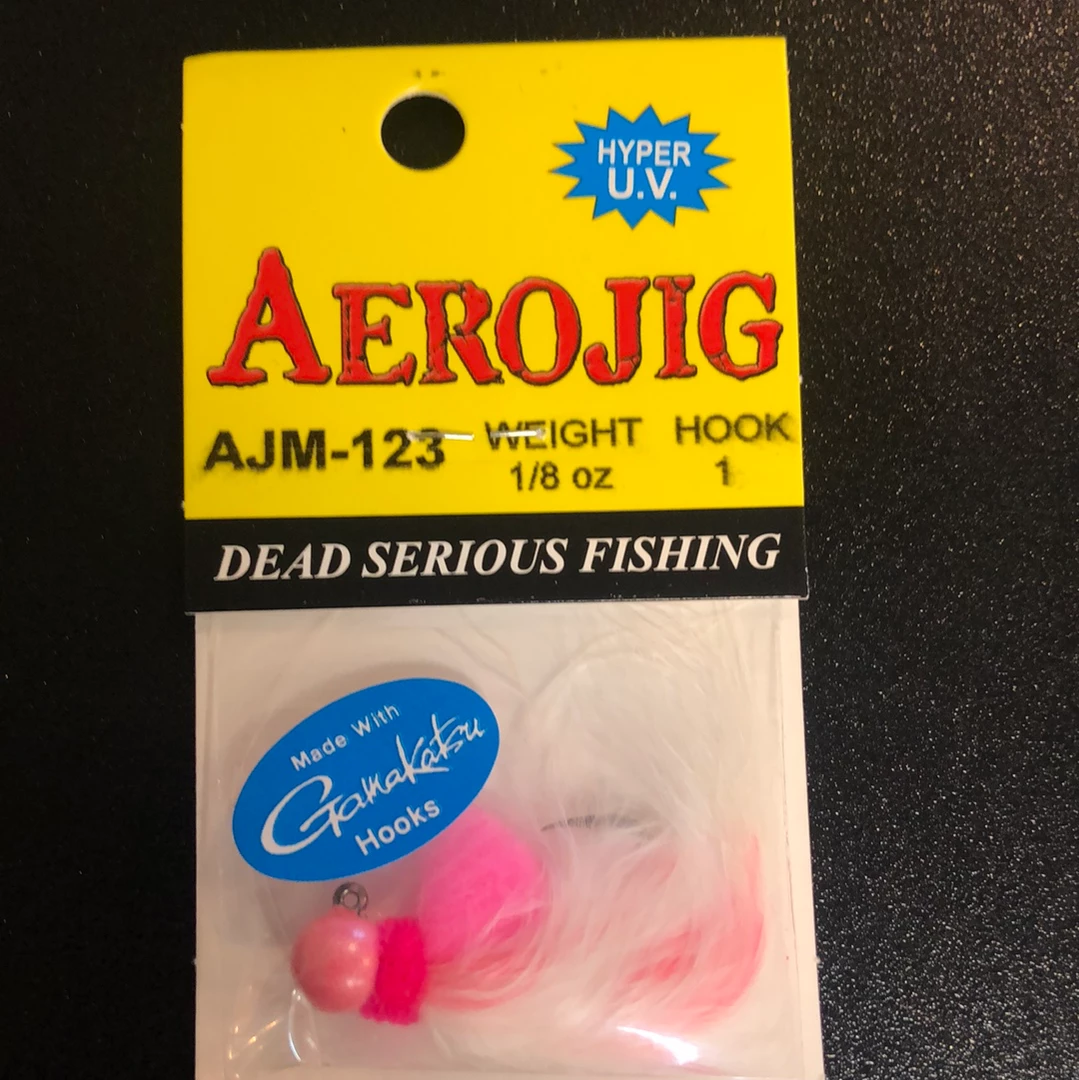 HYPER
U.V.
AEROJIG
AJM-123 WEIGHT HOOK
1/8 oz 1
DEAD SERIOUS FISHING
Made With
Gamakatsu
Hooks